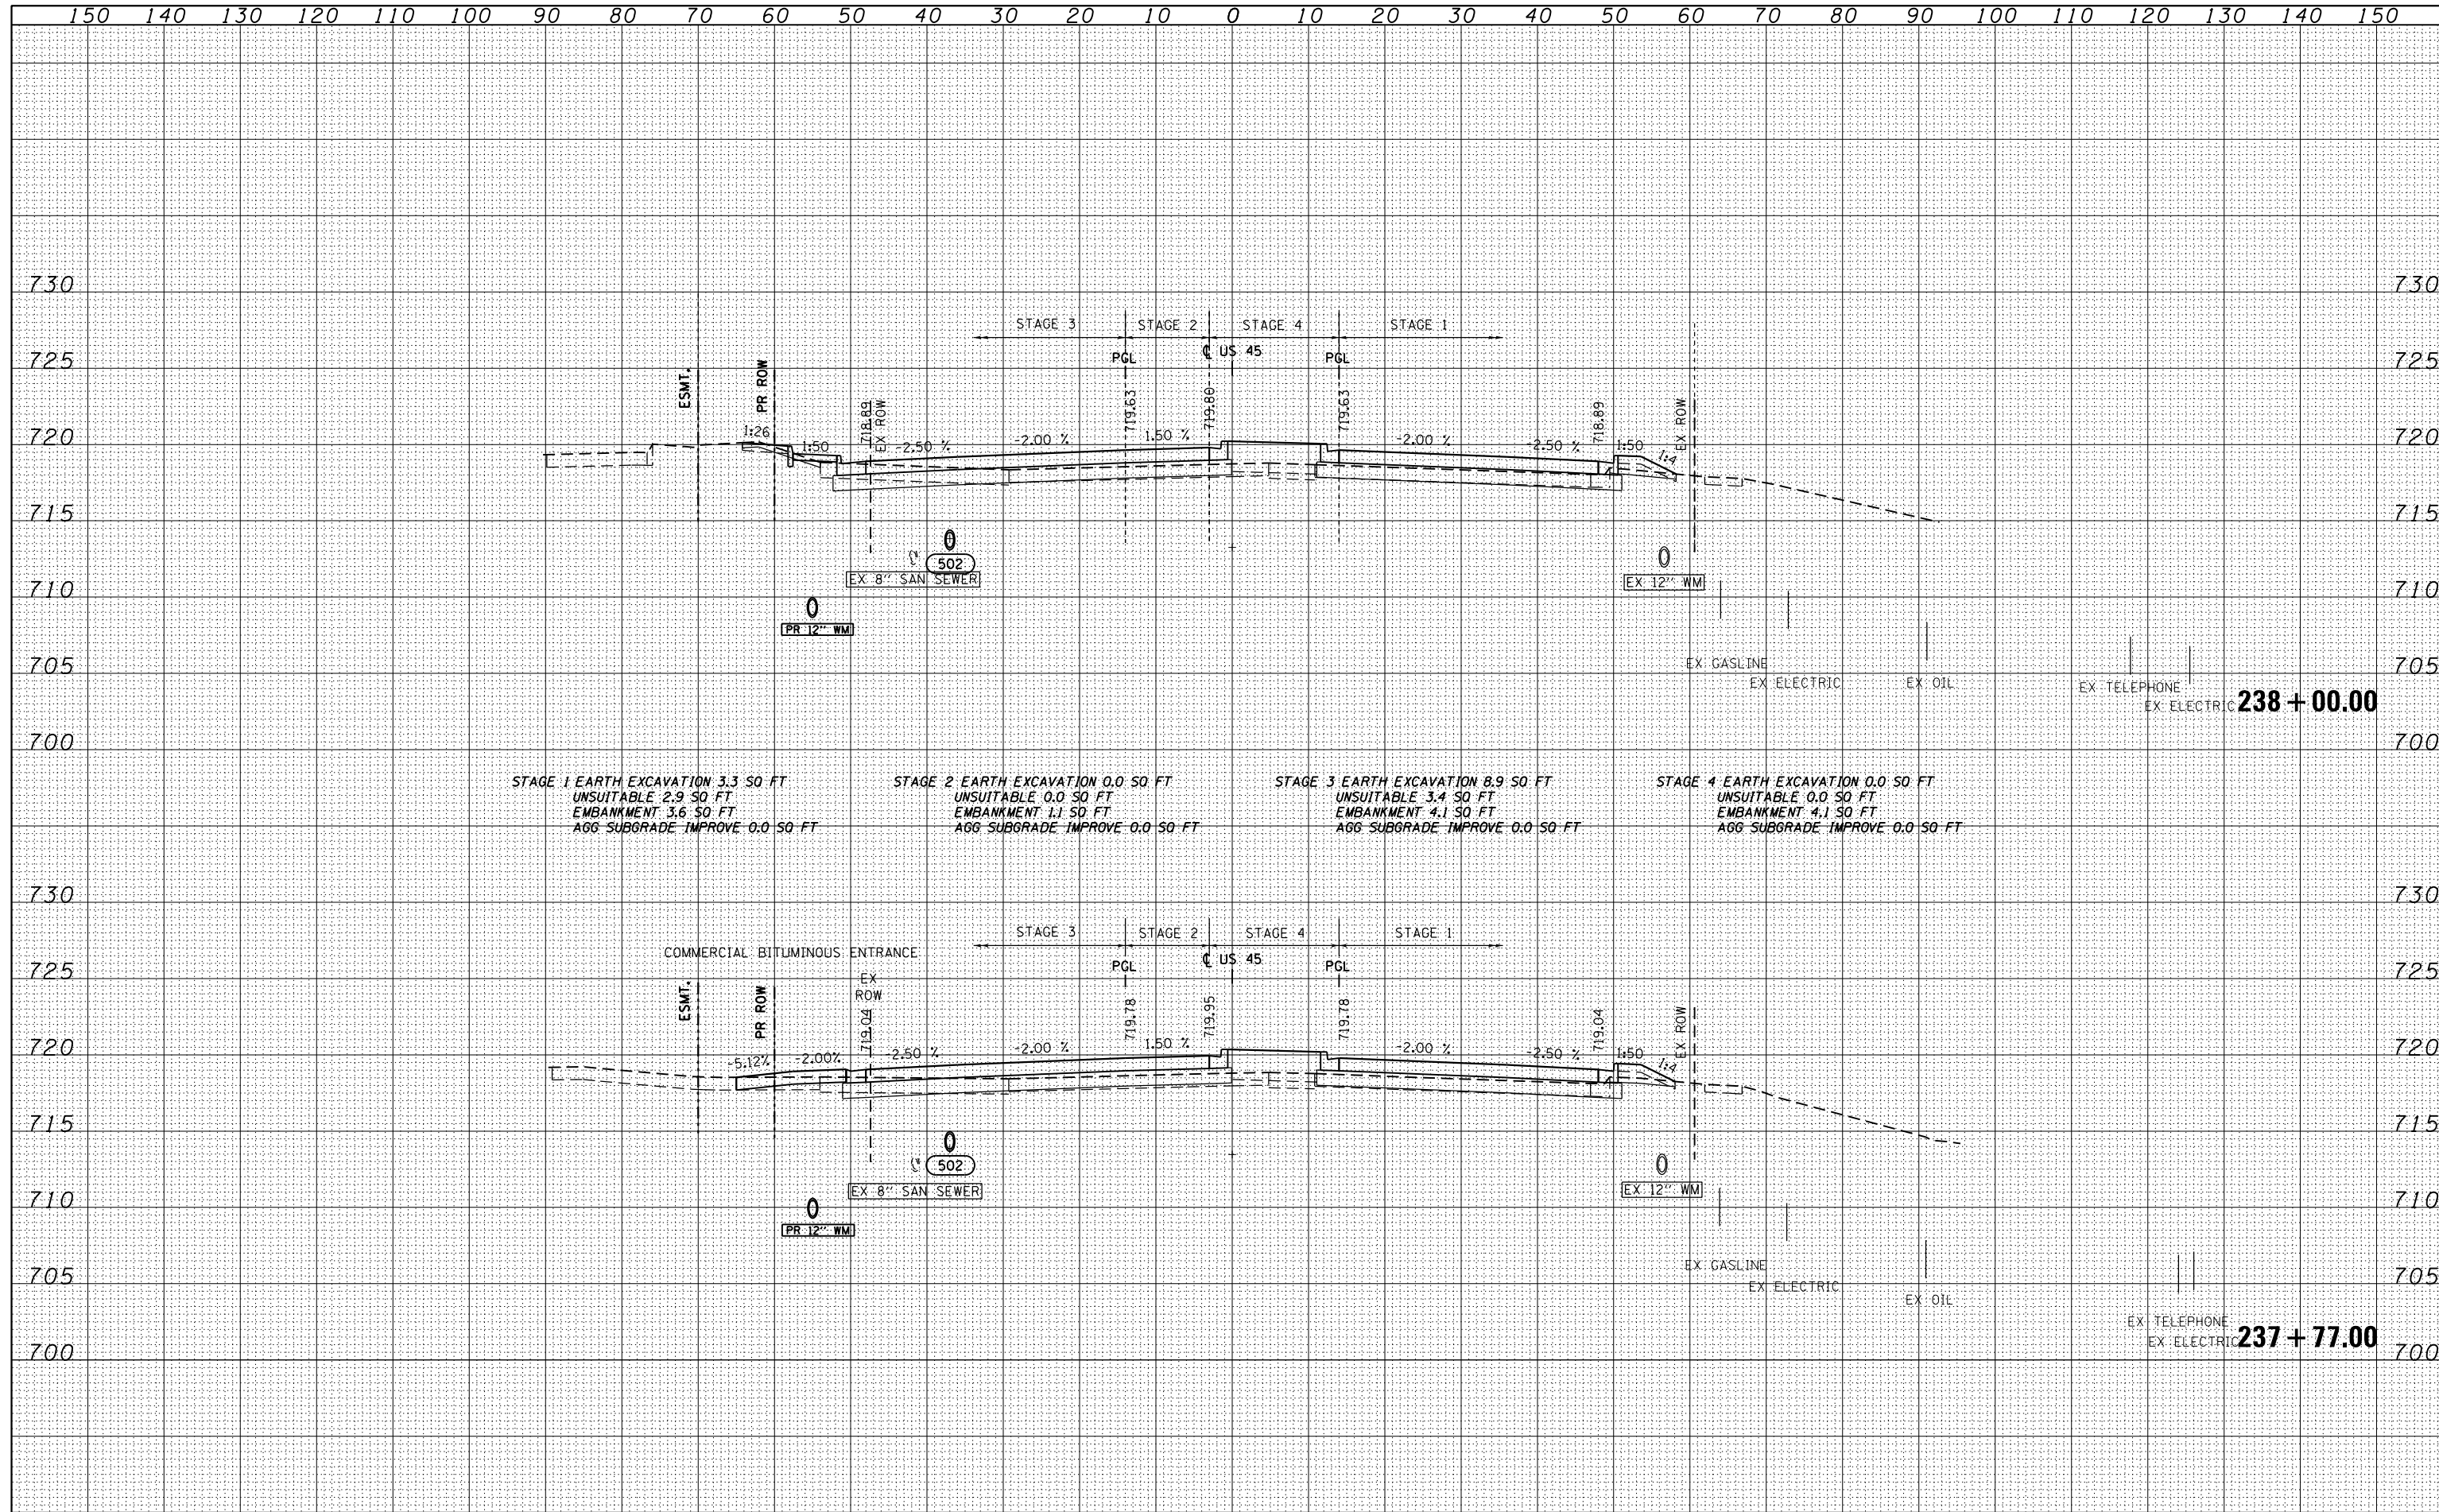 150 140 130 120 110 100 90 80 70 60 50 40 30 20 10 0 10 20 30 40 50 60 70 80 90 100 110 120 130 140 150
730 730
STAGE 3 STAGE 2 STAGE 4 STAGE 1
725 PGL ℄ US 45 PGL 725
ESMT. PR ROW 718.89 EX ROW 719.63 719.80 719.63 718.89 EX ROW
720 1:26 1:50 -2.50 % -2.00 % 1.50 % -2.00 % -2.50 % 1:50 1:4 720
715 715
502
EX 8'' SAN SEWER EX 12'' WM
710 710
PR 12'' WM
705 EX GASLINE 705
EX ELECTRIC EX OIL EX TELEPHONE
EX ELECTRIC 238+00.00
700 700
STAGE 1 EARTH EXCAVATION 3.3 SQ FT STAGE 2 EARTH EXCAVATION 0.0 SQ FT STAGE 3 EARTH EXCAVATION 8.9 SQ FT STAGE 4 EARTH EXCAVATION 0.0 SQ FT
UNSUITABLE 2.9 SQ FT UNSUITABLE 0.0 SQ FT UNSUITABLE 3.4 SQ FT UNSUITABLE 0.0 SQ FT
EMBANKMENT 3.6 SQ FT EMBANKMENT 1.1 SQ FT EMBANKMENT 4.1 SQ FT EMBANKMENT 4.1 SQ FT
AGG SUBGRADE IMPROVE 0.0 SQ FT AGG SUBGRADE IMPROVE 0.0 SQ FT AGG SUBGRADE IMPROVE 0.0 SQ FT AGG SUBGRADE IMPROVE 0.0 SQ FT
730 730
STAGE 3 STAGE 2 STAGE 4 STAGE 1
COMMERCIAL BITUMINOUS ENTRANCE
725 PGL ℄ US 45 PGL 725
EX
ROW
ESMT. PR ROW 719.04 719.78 719.95 719.78 719.04 EX ROW
720 -5.12% -2.00% -2.50 % -2.00 % 1.50 % -2.00 % -2.50 % 1:50 1:4 720
715 715
502
EX 8'' SAN SEWER EX 12'' WM
710 710
PR 12'' WM
705 EX GASLINE 705
EX ELECTRIC EX OIL
EX TELEPHONE
EX ELECTRIC 237+77.00
700 700